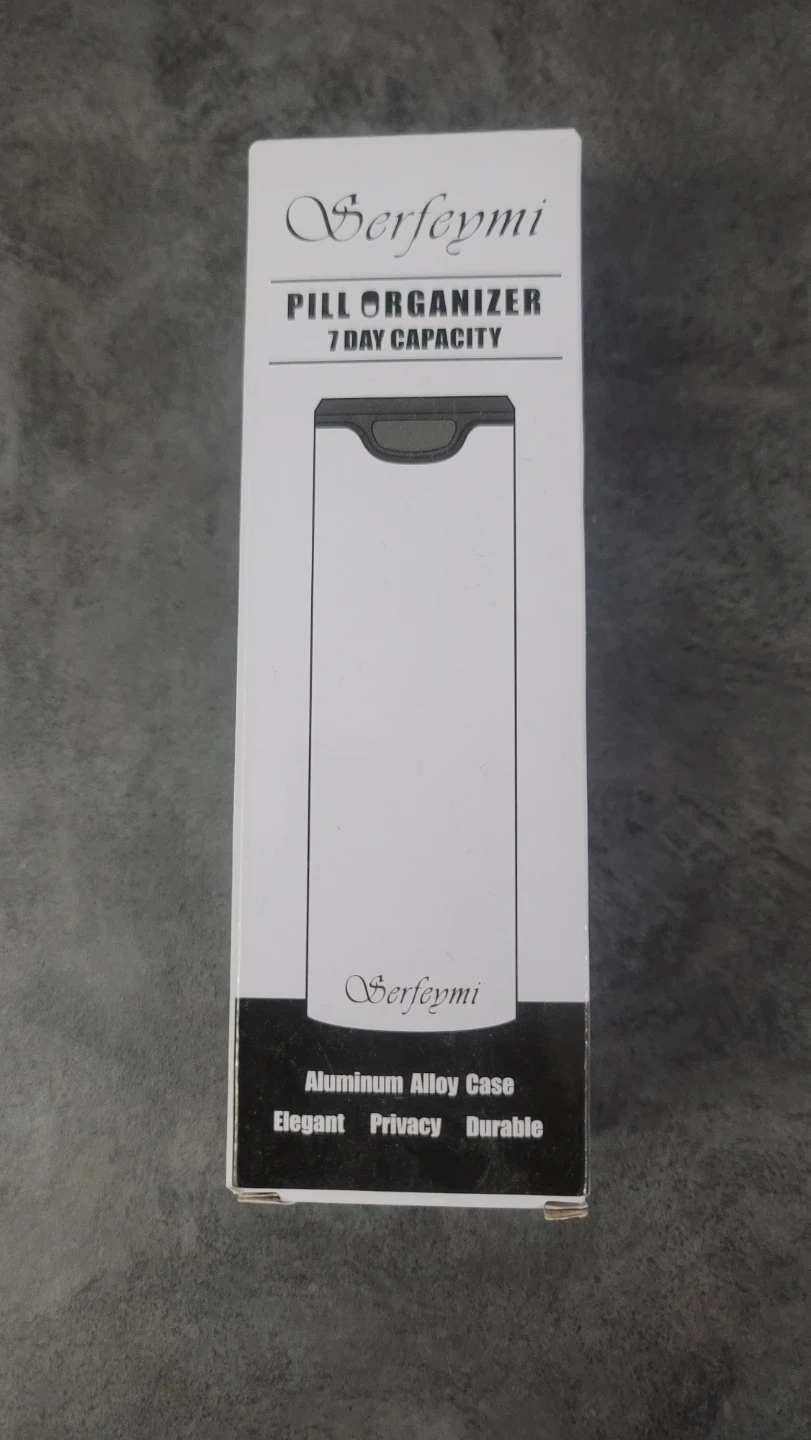 Serfeymi
PILL ORGANIZER
7 DAY CAPACITY
Serfeymi
Aluminum Alloy Case
Elegant Privacy Durable